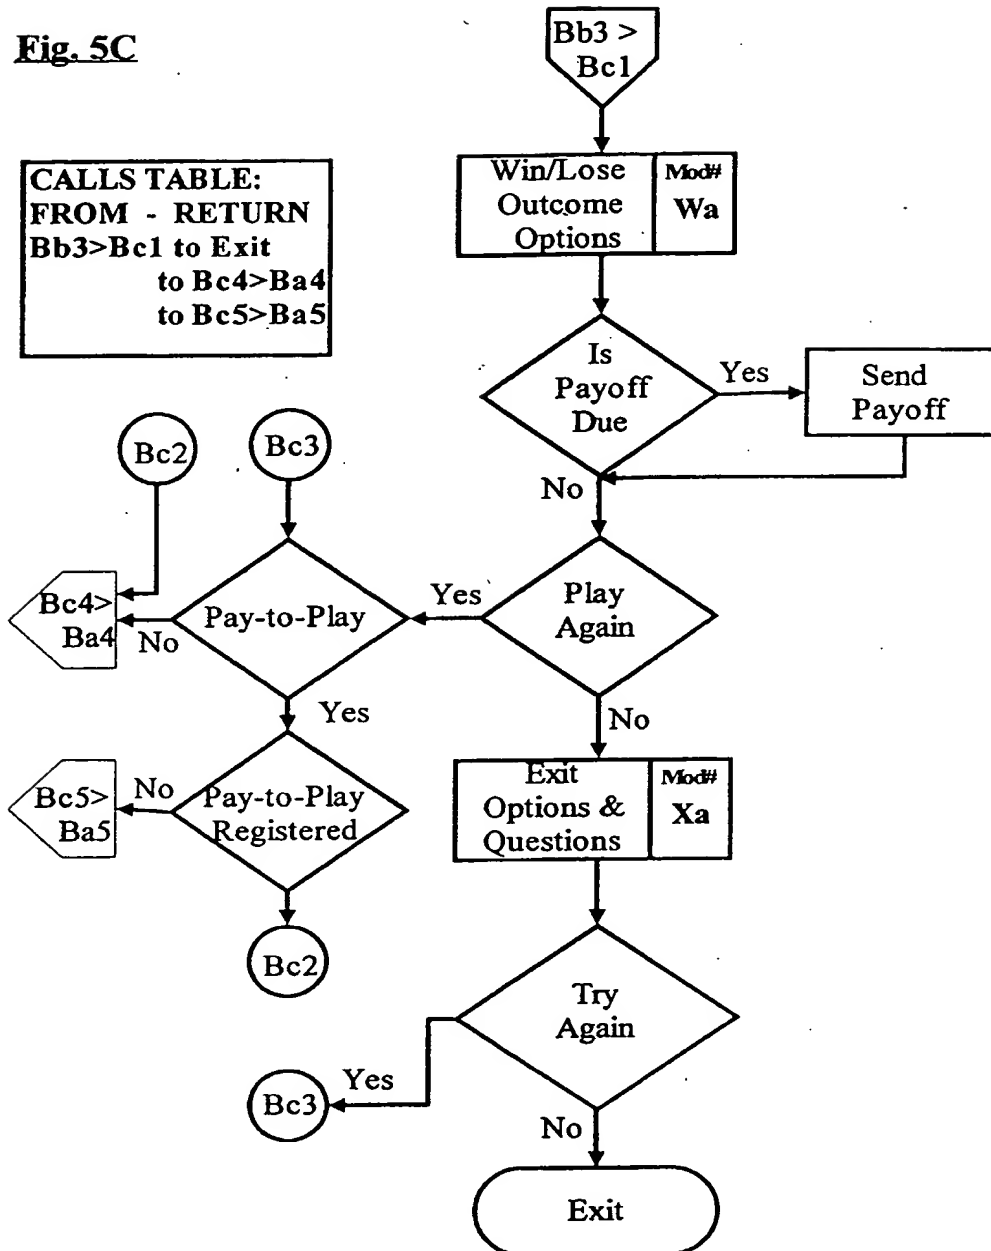 Fig. 5C
Bb3 >
Bc1
Win/Lose
Outcome
Options
Mod#
Wa
CALLS TABLE:
FROM - RETURN
Bb3>Bc1 to Exit
to Bc4>Ba4
to Bc5>Ba5
Is
Payoff
Due
Yes
Send
Payoff
No
Bc2
Bc3
Bc4>
Ba4
No
Pay-to-Play
Yes
Play
Again
Yes
No
Bc5>
Ba5
No
Pay-to-Play
Registered
Exit
Options &
Questions
Mod#
Xa
Bc2
Try
Again
Bc3
Yes
No
Exit